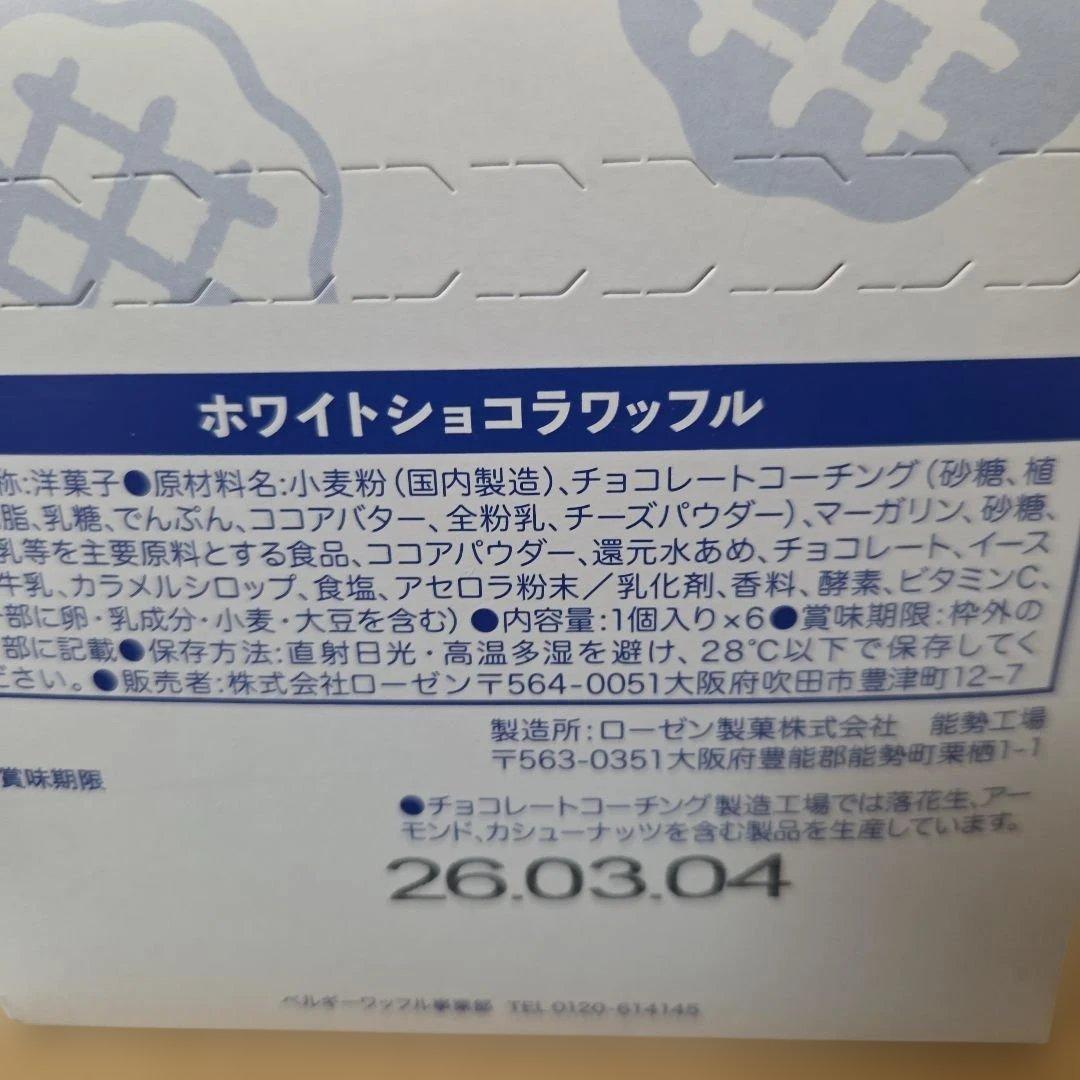 ホワイトショコラワッフル
称:洋菓子●原材料名:小麦粉(国内製造)、チョコレートコーチング(砂糖、植
脂、乳糖、でんぷん、ココアバター、全粉乳、チーズパウダー)、マーガリン、砂糖、
乳等を主要原料とする食品、ココアパウダー、還元水あめ、チョコレート、イース
牛乳、カラメルシロップ、食塩、アセロラ粉末/乳化剤、香料、酵素、ビタミンC、
部に卵・乳成分・小麦・大豆を含む)●内容量:1個入り×6●賞味期限:枠外の
部に記載●保存方法:直射日光・高温多湿を避け、28℃以下で保存してく
ださい。●販売者:株式会社ローゼン〒564-0051大阪府吹田市豊津町12-7
製造所:ローゼン製菓株式会社 能勢工場
〒563-0351大阪府豊能郡能勢町栗栖1-1
賞味期限
●チョコレートコーチング製造工場では落花生、アー
モンド、カシューナッツを含む製品を生産しています。
26.03.04
ベルギーワッフル事業部 TEL 0120-614145